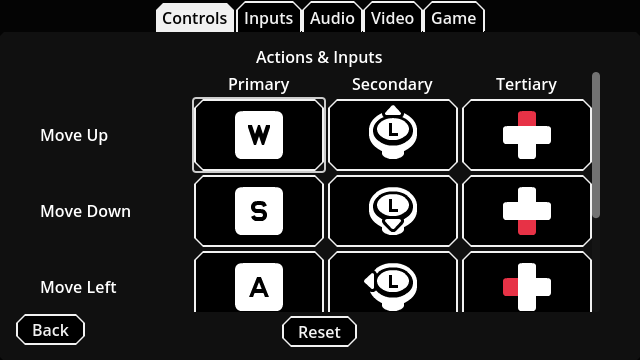 Controls Inputs Audio Video Game
Actions & Inputs
Primary Secondary Tertiary
Move Up W L
Move Down S L
Move Left A L
Back Reset